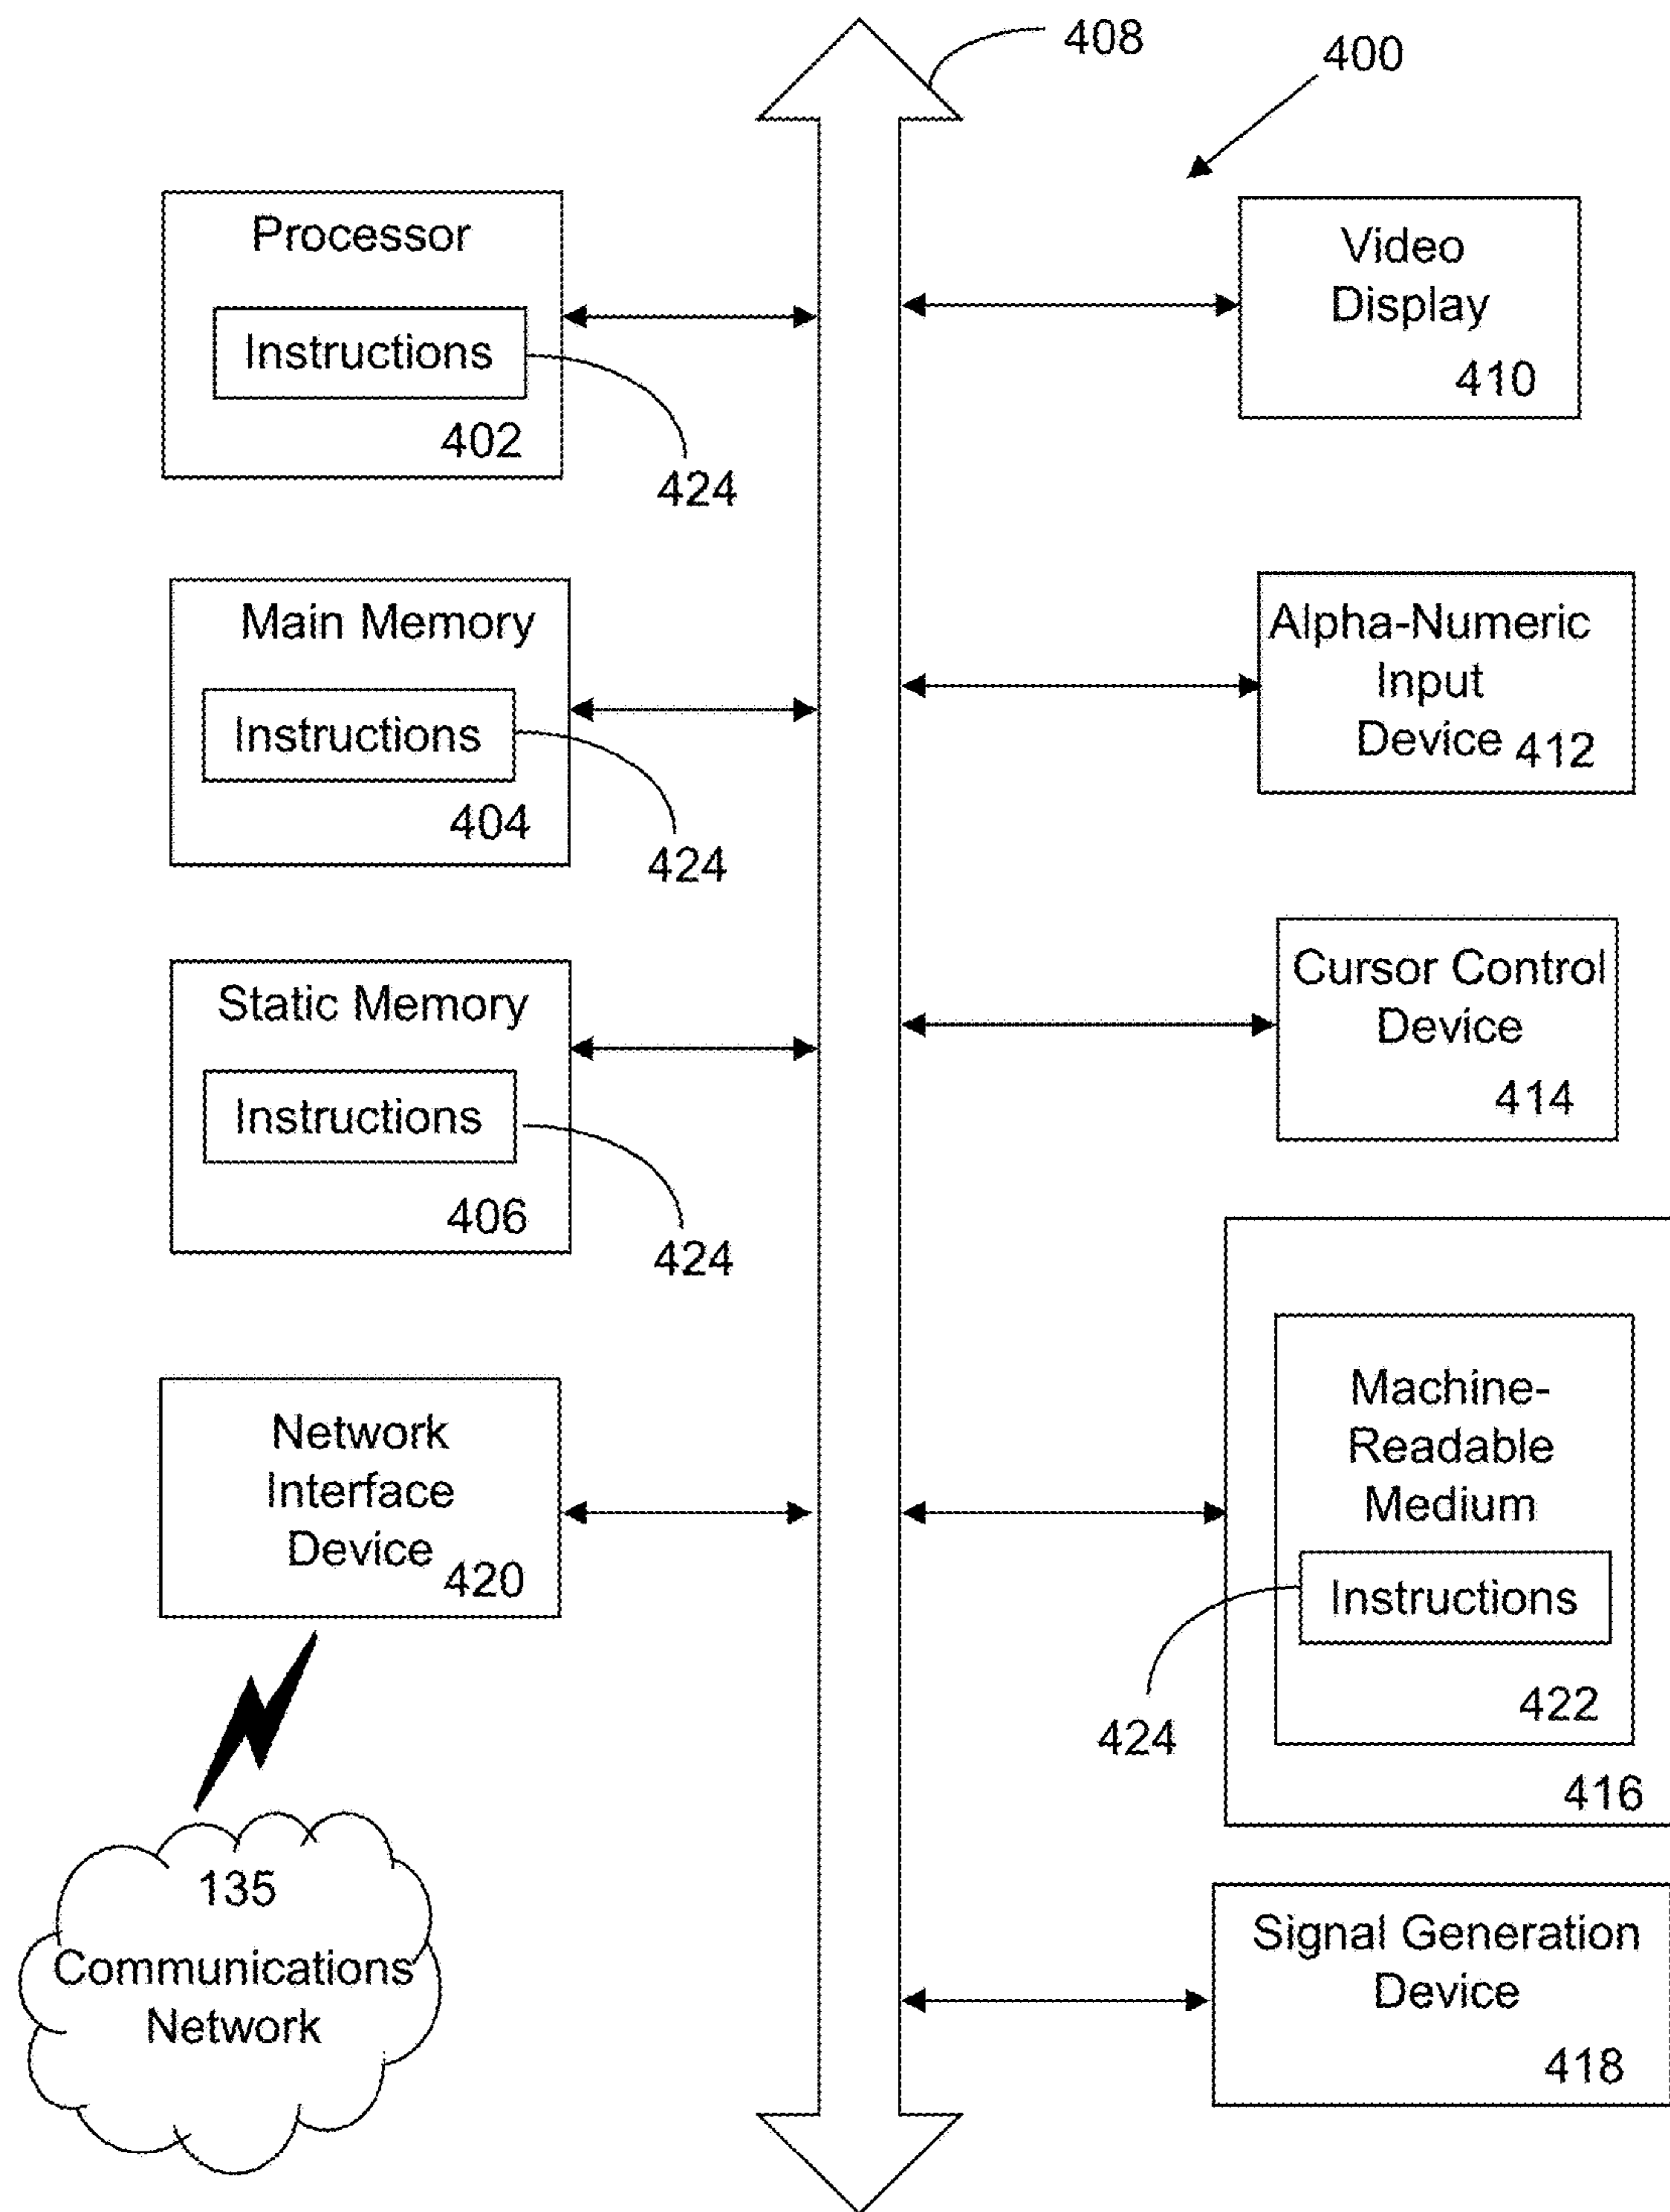 408
400
Processor
Instructions
402
424
Video
Display
410
Main Memory
Instructions
404
424
Alpha-Numeric
Input
Device 412
Static Memory
Instructions
406
424
Cursor Control
Device
414
Network
Interface
Device
420
Machine-
Readable
Medium
Instructions
422
424
416
135
Communications
Network
Signal Generation
Device
418